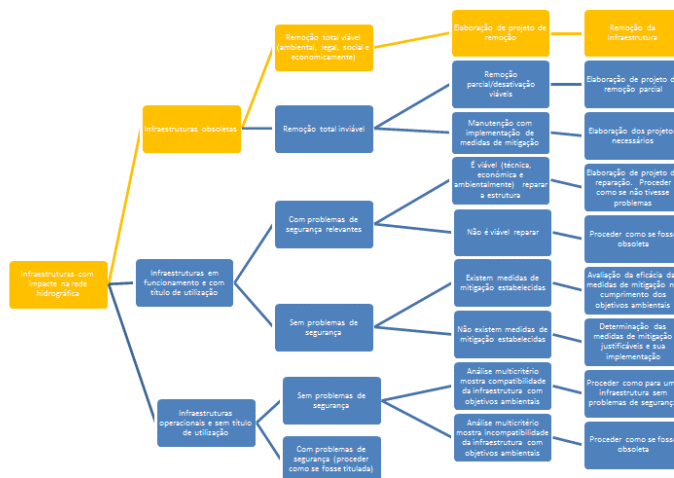 Remoção total viável
(ambiental, legal, social e
economicamente)
Elaboração de projeto de
remoção
Remoção da
infraestrutura
Infraestruturas obsoletas
Remoção total inviável
Remoção
parcial/desativação
viáveis
Elaboração de projeto d
remoção parcial
Manutenção com
implementação de
medidas de mitigação
Elaboração dos projeto
necessários
Infraestruturas com
impacte na rede
hidrográfica
Infraestruturas em
funcionamento e com
título de utilização
Com problemas de
segurança relevantes
É viável (técnica,
económica e
ambientalmente) reparar
a estrutura
Elaboração de projeto d
reparação. Proceder
como se não tivesse
problemas
Não é viável reparar
Proceder como se fosse
obsoleta
Sem problemas de
segurança
Existem medidas de
mitigação estabelecidas
Avaliação da eficácia da
medidas de mitigação n
cumprimento dos
objetivos ambientais
Não existem medidas de
mitigação estabelecidas
Determinação das
medidas de mitigação
justificáveis e sua
implementação
Infraestruturas
operacionais e sem título
de utilização
Sem problemas de
segurança
Análise multicritério
mostra compatibilidade
da infraestrutura com
objetivos ambientais
Proceder como para um
infraestrutura sem
problemas de seguranç
Análise multicritério
mostra incompatibilidade
da infraestrutura com
objetivos ambientais
Proceder como se fosse
obsoleta
Com problemas de
segurança (proceder
como se fosse titulada)